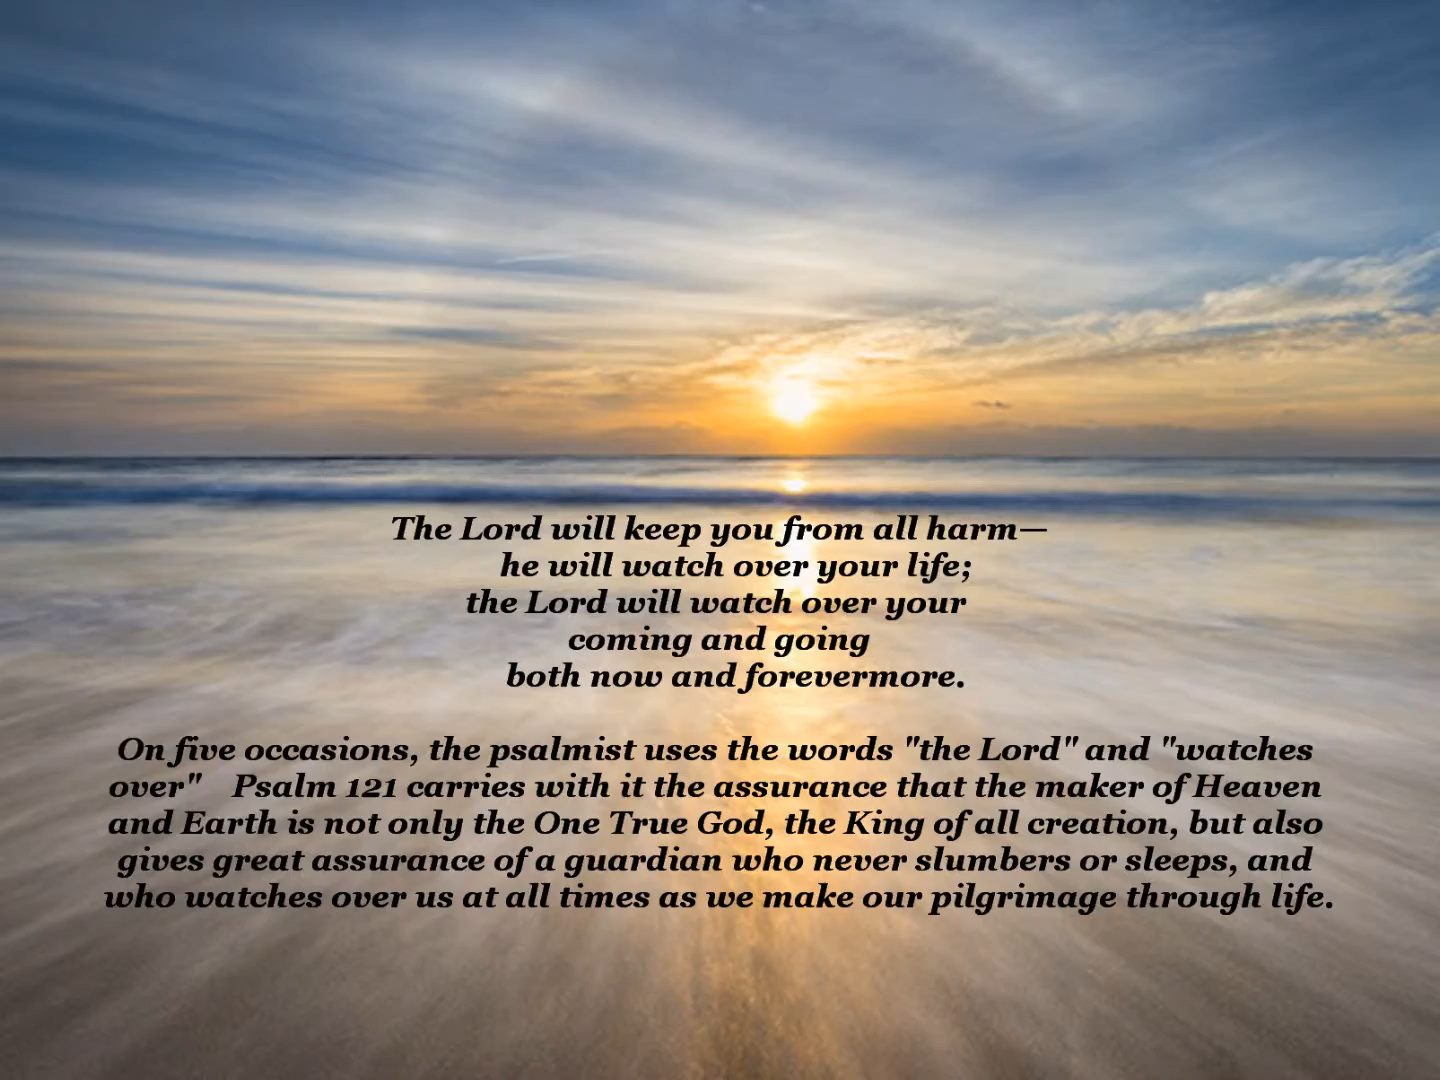 The Lord will keep you from all harm—
he will watch over your life;
the Lord will watch over your
coming and going
both now and forevermore.
On five occasions, the psalmist uses the words "the Lord" and "watches
over"   Psalm 121 carries with it the assurance that the maker of Heaven
and Earth is not only the One True God, the King of all creation, but also
gives great assurance of a guardian who never slumbers or sleeps, and
who watches over us at all times as we make our pilgrimage through life.